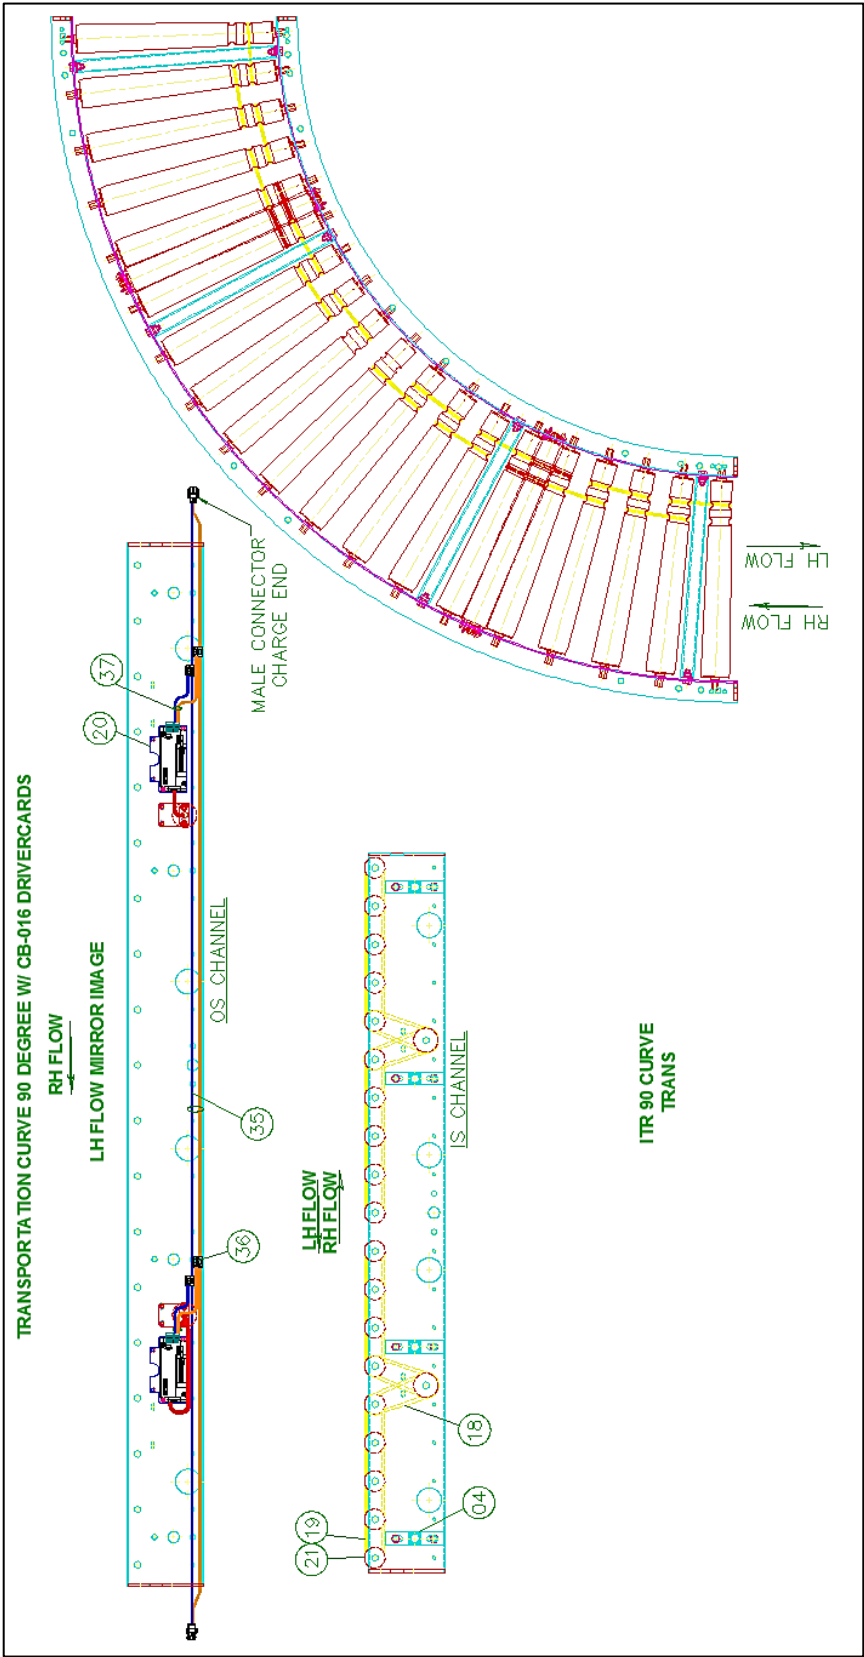 TRANSPORTATION CURVE 90 DEGREE W/ CB-016 DRIVERCARDS
RH FLOW
LH FLOW MIRROR IMAGE
20
37
MALE CONNECTOR
CHARGE END
OS CHANNEL
35
36
LH FLOW
RH FLOW
IS CHANNEL
18
04
21
19
ITR 90 CURVE
TRANS
LH FLOW
RH FLOW